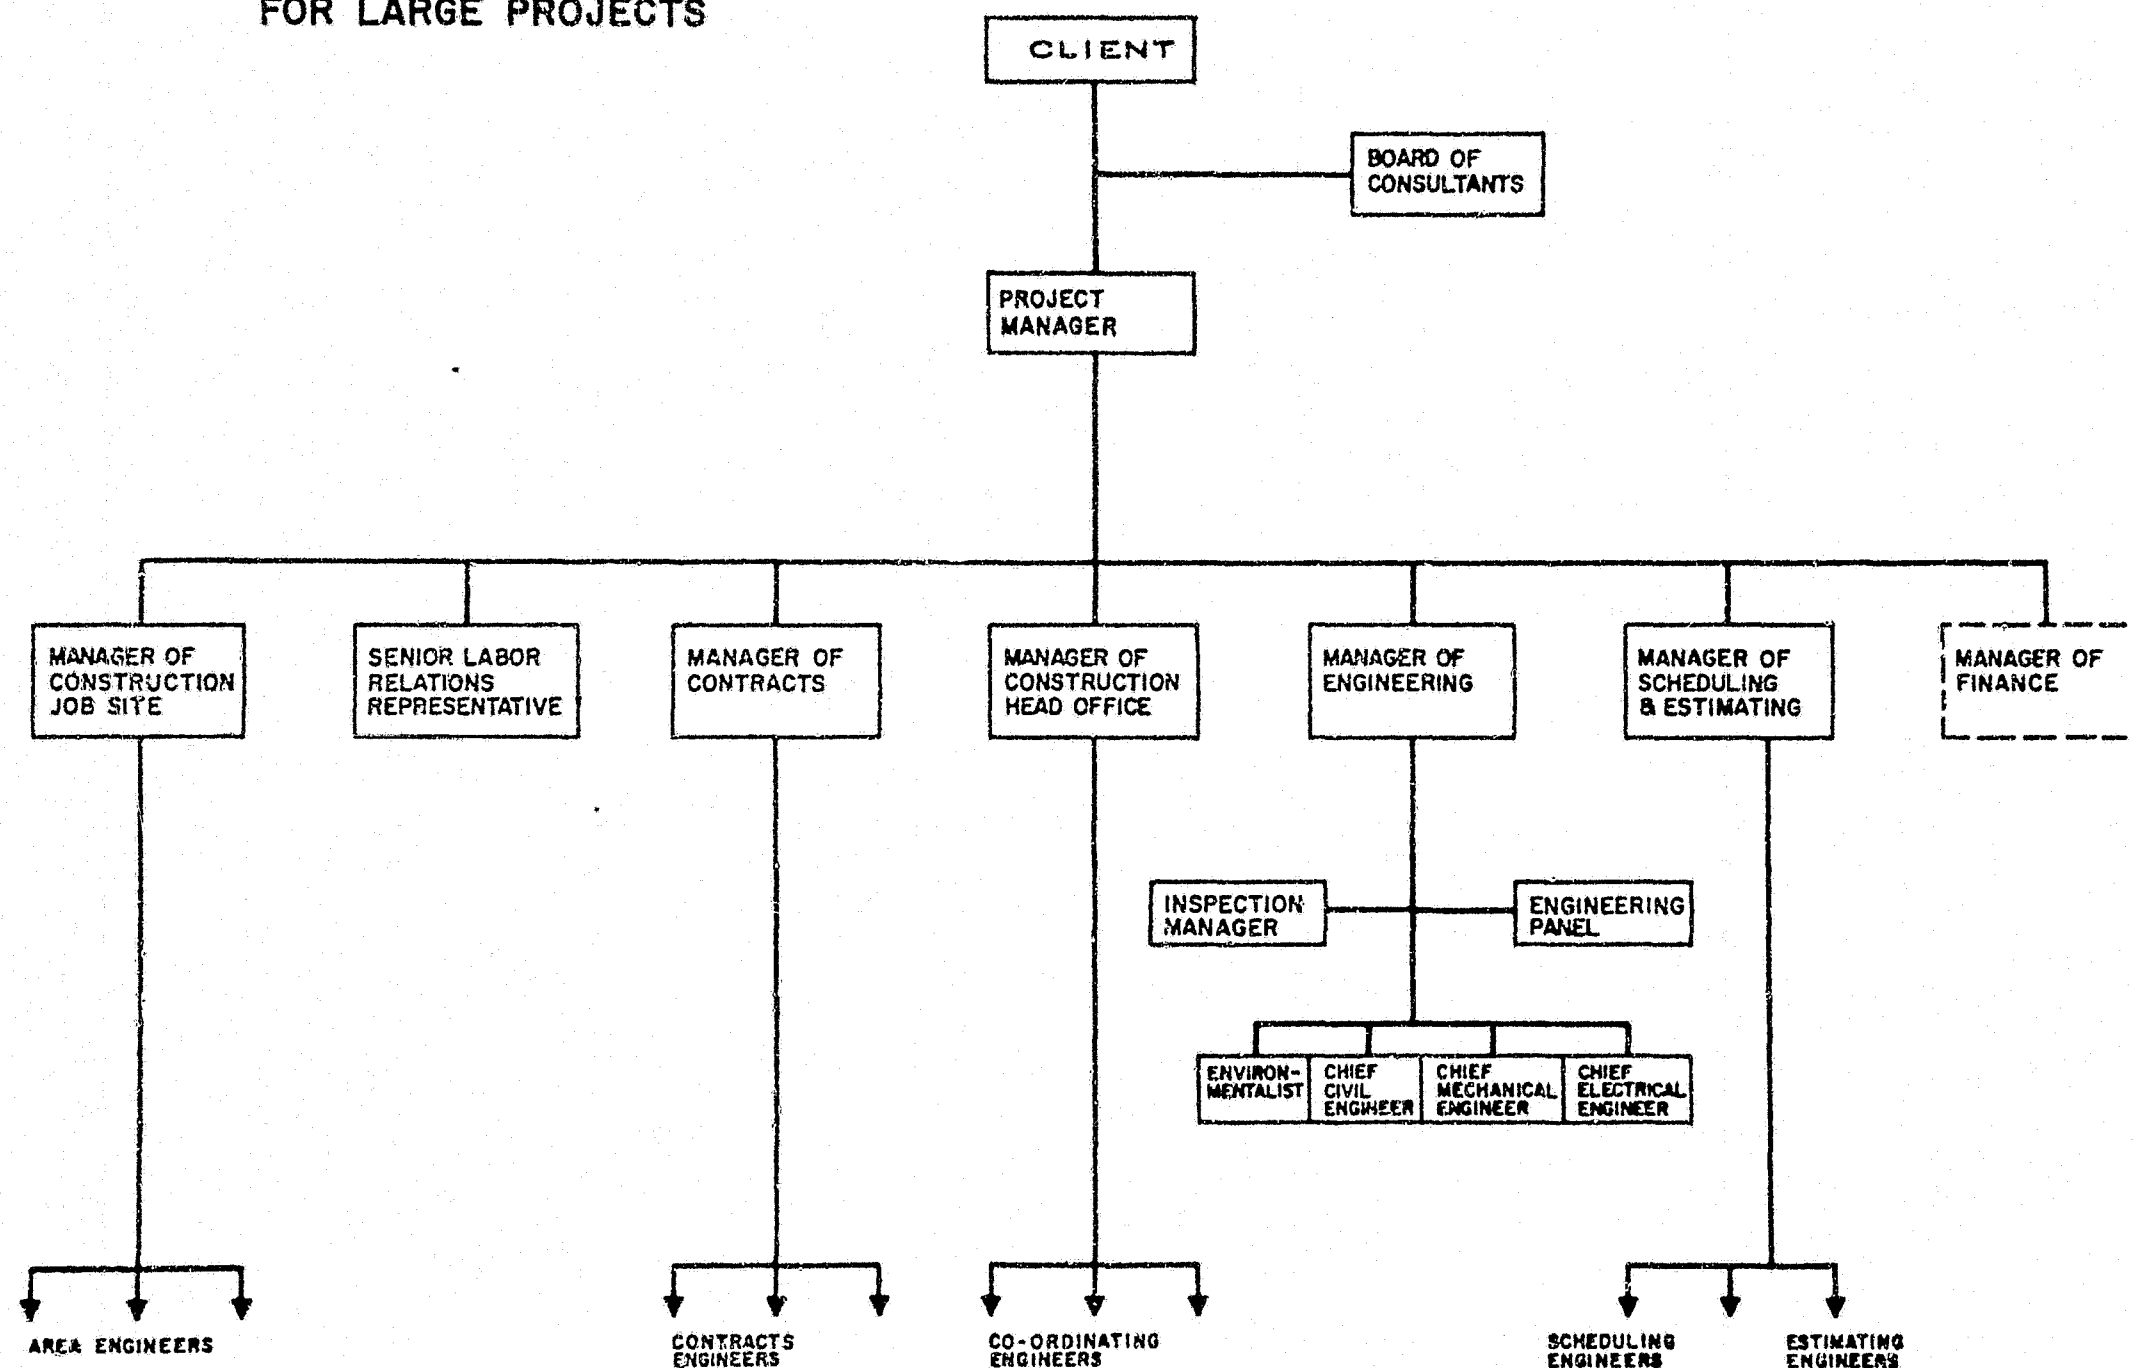 FOR LARGE PROJECTS
CLIENT
BOARD OF
CONSULTANTS
PROJECT
MANAGER
MANAGER OF
CONSTRUCTION
JOB SITE
SENIOR LABOR
RELATIONS
REPRESENTATIVE
MANAGER OF
CONTRACTS
MANAGER OF
CONSTRUCTION
HEAD OFFICE
MANAGER OF
ENGINEERING
MANAGER OF
SCHEDULING
& ESTIMATING
MANAGER OF
FINANCE
INSPECTION
MANAGER
ENGINEERING
PANEL
ENVIRON-
MENTALIST
CHIEF
CIVIL
ENGINEER
CHIEF
MECHANICAL
ENGINEER
CHIEF
ELECTRICAL
ENGINEER
AREA ENGINEERS
CONTRACTS
ENGINEERS
CO-ORDINATING
ENGINEERS
SCHEDULING
ENGINEERS
ESTIMATING
ENGINEERS